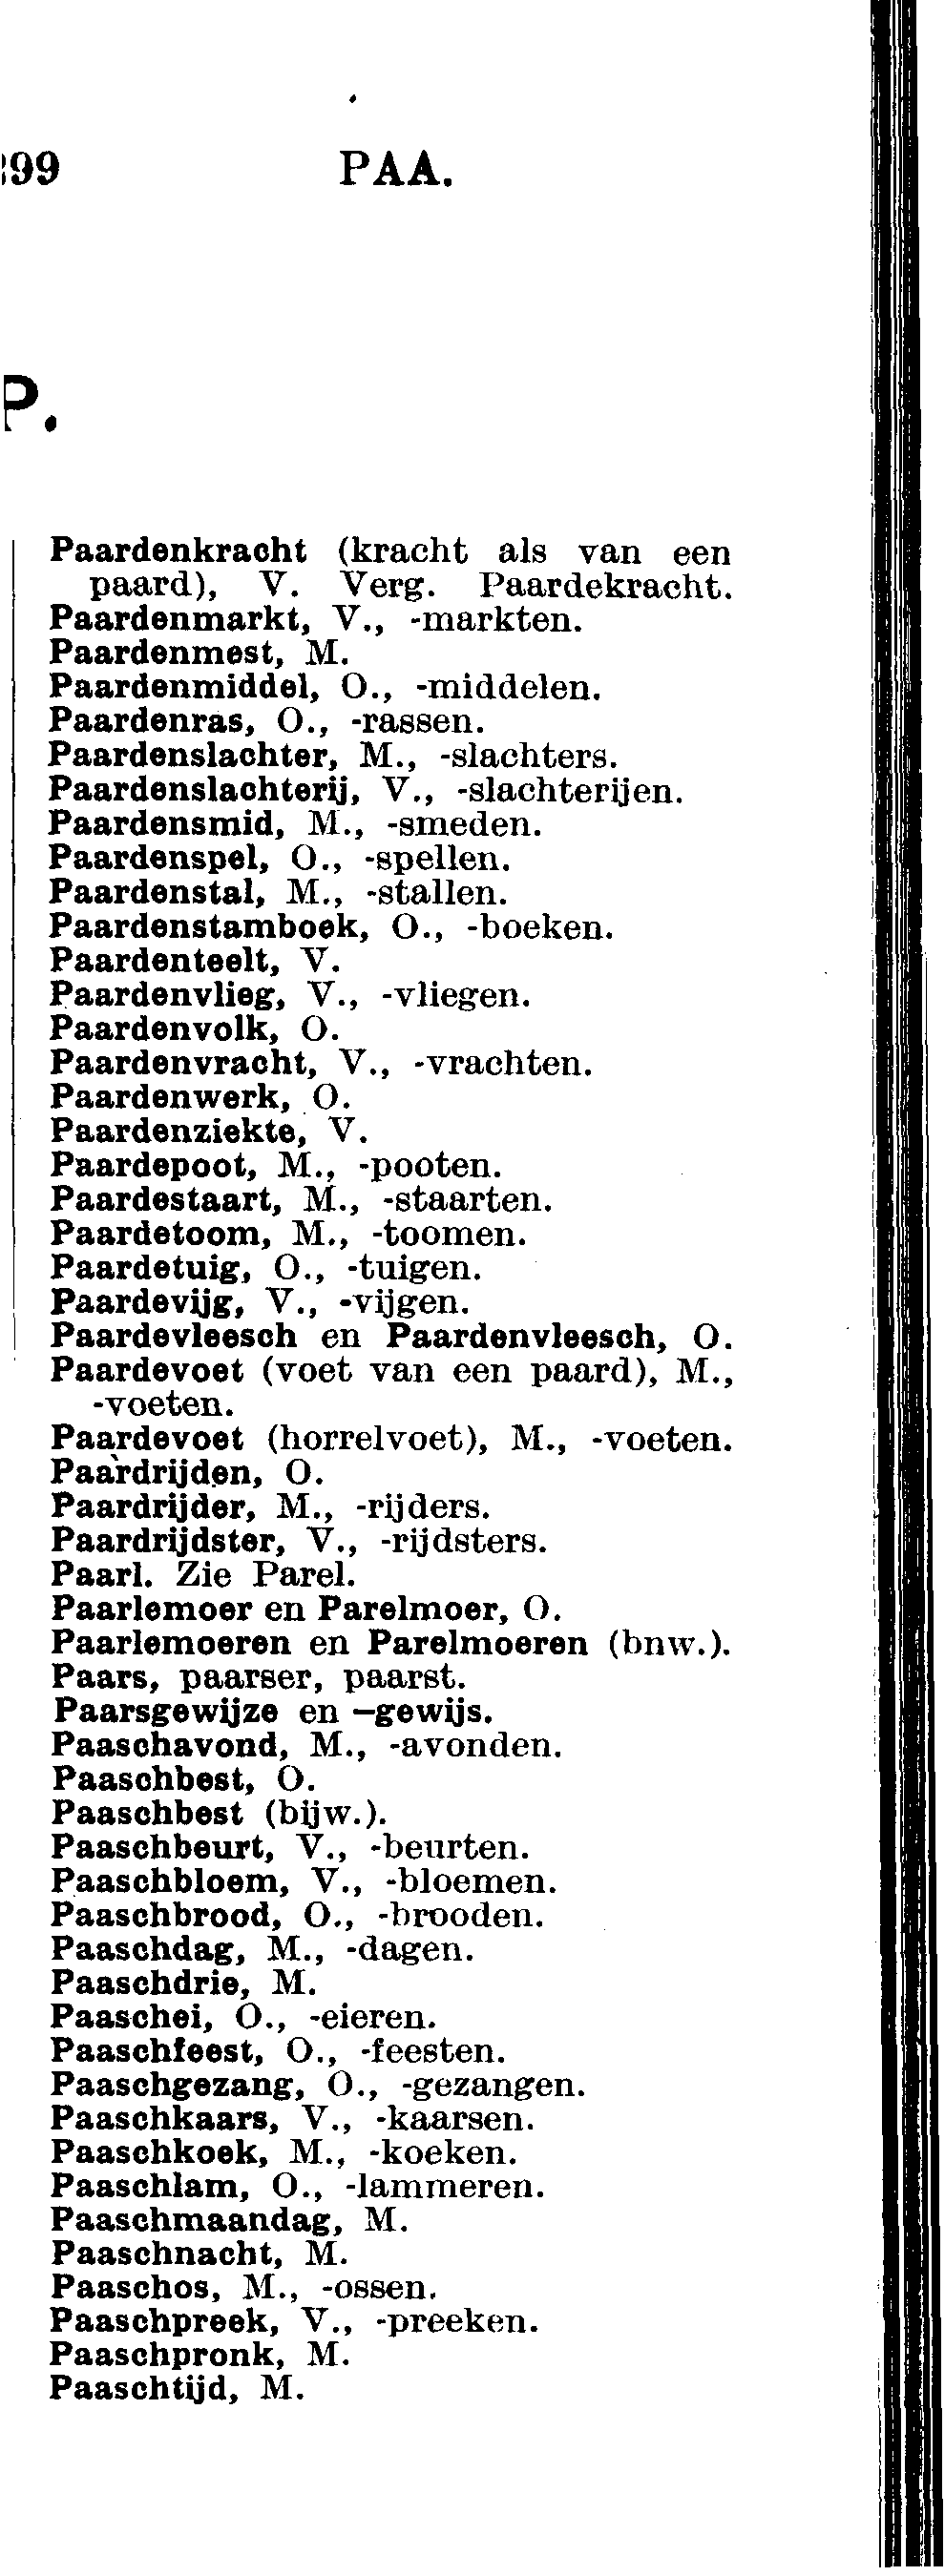 99 PAA.
P.
Paardenkracht (kracht als van een
paard), V. Verg. Paardekracht.
Paardenmarkt, V., -markten.
Paardenmest, M.
Paardenmiddel, O., -middelen.
Paardenras, O., -rassen.
Paardenslachter, M., -slachters.
Paardenslachterij, V., -slachterijen.
Paardensmid, M., -smeden.
Paardenspel, O., -spellen.
Paardenstal, M., -stallen.
Paardenstamboek, O., -boeken.
Paardenteelt, V.
Paardenvlieg, V., -vliegen.
Paardenvolk, O.
Paardenvracht, V., -vrachten.
Paardenwerk, O.
Paardenziekte, V.
Paardepoot, M., -pooten.
Paardestaart, M., -staarten.
Paardetoom, M., -toomen.
Paardetuig, O., -tuigen.
Paardevijg, V., -vijgen.
Paardevleesch en Paardenvleesch, O.
Paardevoet (voet van een paard), M.,
-voeten.
Paardevoet (horrelvoet), M., -voeten.
Paardrijden, O.
Paardrijder, M., -rijders.
Paardrijdster, V., -rijdsters.
Paarl. Zie Parel.
Paarlemoer en Parelmoer, O.
Paarlemoeren en Parelmoeren (bnw.).
Paars, paarser, paarst.
Paarsgewijze en –gewijs.
Paaschavond, M., -avonden.
Paaschbest, O.
Paaschbest (bijw.).
Paaschbeurt, V., -beurten.
Paaschbloem, V., -bloemen.
Paaschbrood, O., -brooden.
Paaschdag, M., -dagen.
Paaschdrie, M.
Paaschei, O., -eieren.
Paaschfeest, O., -feesten.
Paaschgezang, O., -gezangen.
Paaschkaars, V., -kaarsen.
Paaschkoek, M., -koeken.
Paaschlam, O., -lammeren.
Paaschmaandag, M.
Paaschnacht, M.
Paaschos, M., -ossen.
Paaschpreek, V., -preeken.
Paaschpronk, M.
Paaschtijd, M.